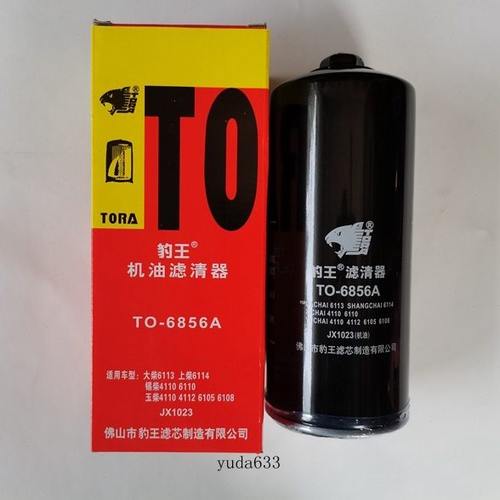 TO
TORA
豹王®
机油滤清器
TO-6856A
适用车型: 大柴6113 上柴6114
锡柴4110 6110
玉柴4110 4112 6105 6108
JX1023
佛山市豹王滤芯制造有限公司
豹王®滤清器
TO-6856A
CHAI 6113 SHANGCHAI 6114
CHAI 4110 6110
CHAI 4110 4112 6105 6108
JX1023(机油)
佛山市豹王滤芯制造有限公司
yuda633